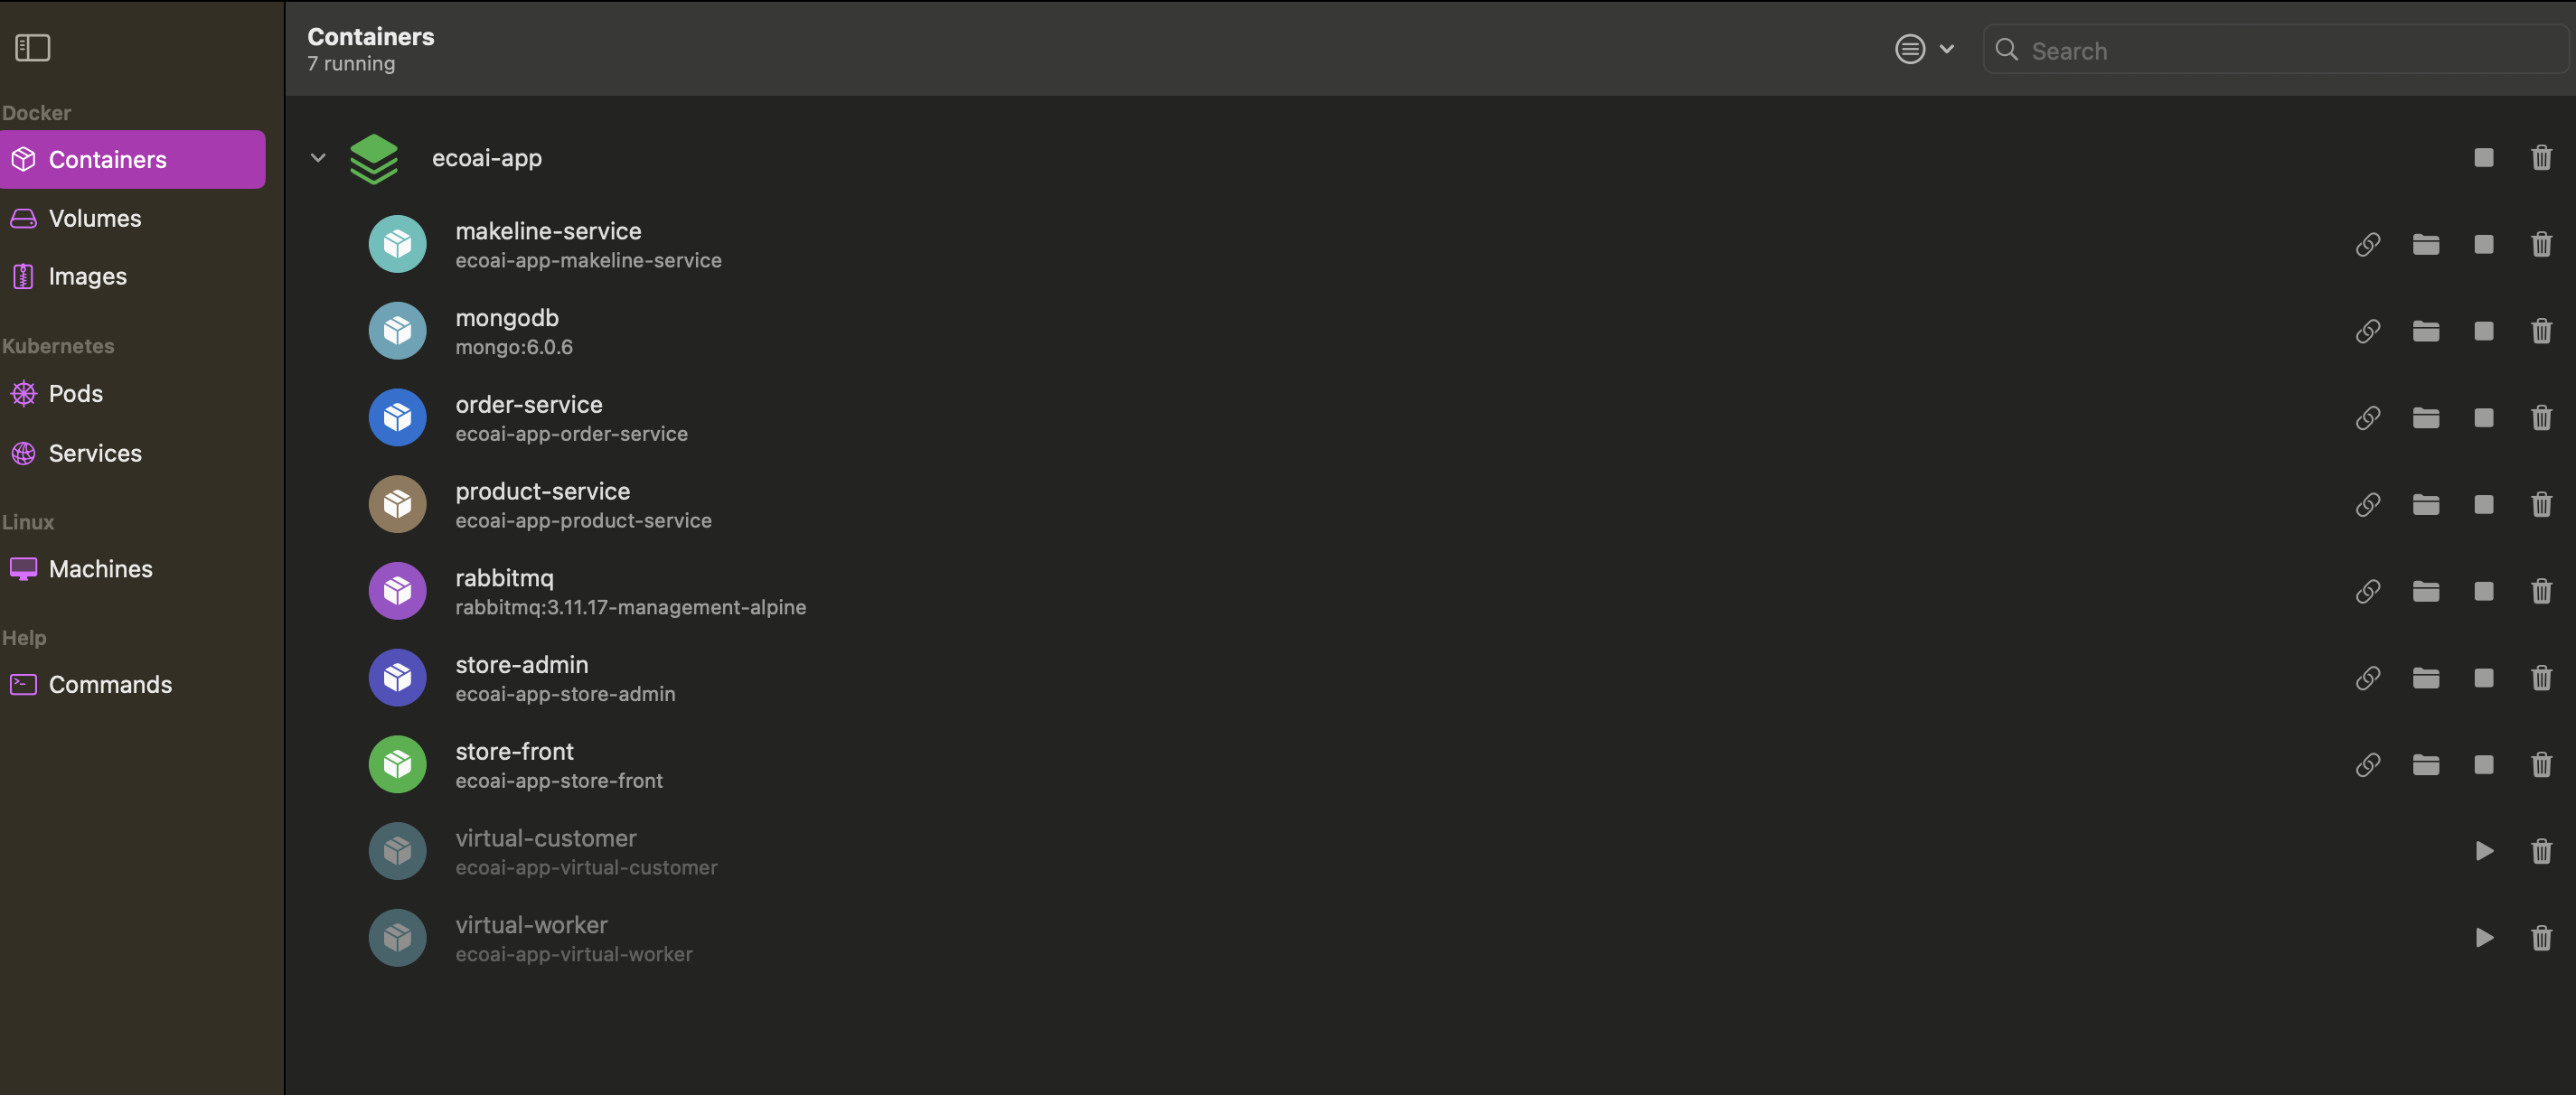 Containers
7 running
Search
Docker
Containers
Volumes
Images
Kubernetes
Pods
Services
Linux
Machines
Help
Commands
ecoai-app
makeline-service
ecoai-app-makeline-service
mongodb
mongo:6.0.6
order-service
ecoai-app-order-service
product-service
ecoai-app-product-service
rabbitmq
rabbitmq:3.11.17-management-alpine
store-admin
ecoai-app-store-admin
store-front
ecoai-app-store-front
virtual-customer
ecoai-app-virtual-customer
virtual-worker
ecoai-app-virtual-worker